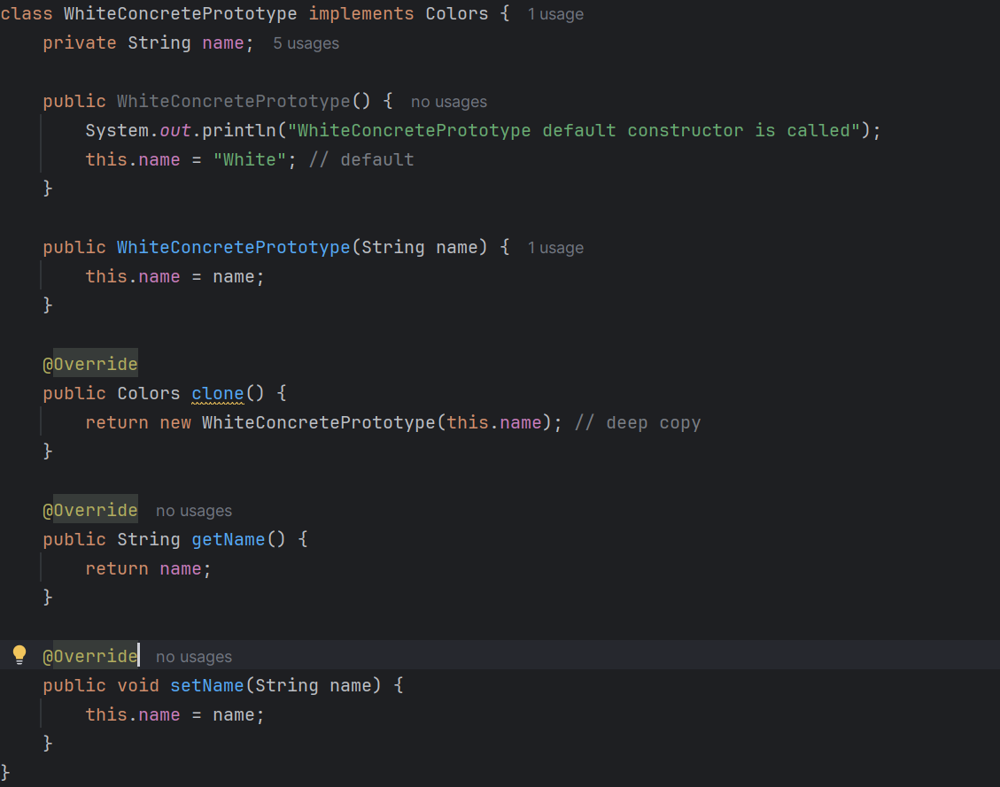 class WhiteConcretePrototype implements Colors { 1 usage
    private String name; 5 usages

    public WhiteConcretePrototype() { no usages
        System.out.println("WhiteConcretePrototype default constructor is called");
        this.name = "White"; // default
    }

    public WhiteConcretePrototype(String name) { 1 usage
        this.name = name;
    }

    @Override
    public Colors clone() {
        return new WhiteConcretePrototype(this.name); // deep copy
    }

    @Override no usages
    public String getName() {
        return name;
    }

    @Override no usages
    public void setName(String name) {
        this.name = name;
    }
}